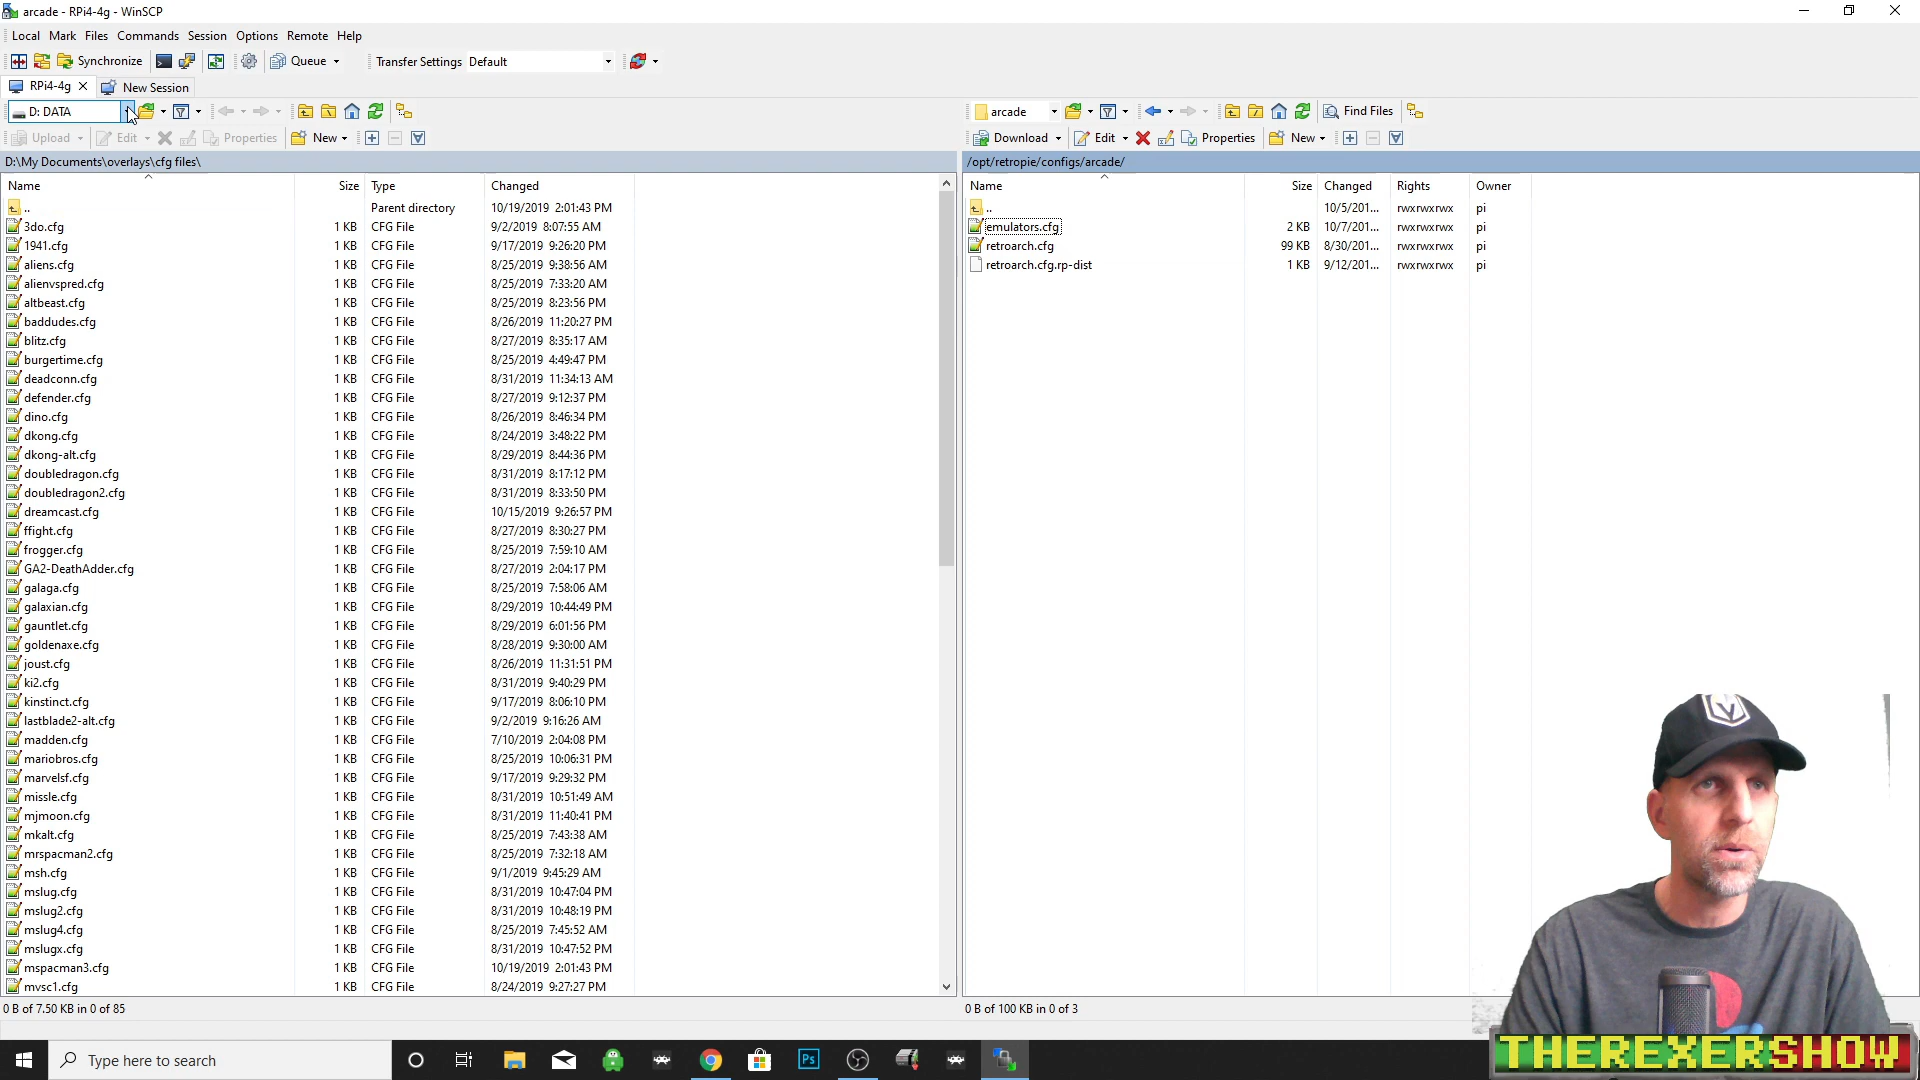 arcade - RPi4-4g - WinSCP
Local Mark Files Commands Session Options Remote Help
Synchronize Queue Transfer Settings Default
RPi4-4g New Session
D: DATA arcade Find Files
Upload Edit Properties New Download Edit Properties New
D:\My Documents\overlays\cfg files\ /opt/retropie/configs/arcade/
Name Size Type Changed Name Size Changed Rights Owner
.. Parent directory 10/19/2019 2:01:43 PM .. 10/5/201... rwxrwxrwx pi
3do.cfg 1 KB CFG File 9/2/2019 8:07:55 AM emulators.cfg 2 KB 10/7/201... rwxrwxrwx pi
1941.cfg 1 KB CFG File 9/17/2019 9:26:20 PM retroarch.cfg 99 KB 8/30/201... rwxrwxrwx pi
aliens.cfg 1 KB CFG File 8/25/2019 9:38:56 AM retroarch.cfg.rp-dist 1 KB 9/12/201... rwxrwxrwx pi
alienvspred.cfg 1 KB CFG File 8/25/2019 7:33:20 AM
altbeast.cfg 1 KB CFG File 8/25/2019 8:23:56 PM
baddudes.cfg 1 KB CFG File 8/26/2019 11:20:27 PM
blitz.cfg 1 KB CFG File 8/27/2019 8:35:17 AM
burgertime.cfg 1 KB CFG File 8/25/2019 4:49:47 PM
deadconn.cfg 1 KB CFG File 8/31/2019 11:34:13 AM
defender.cfg 1 KB CFG File 8/27/2019 9:12:37 PM
dino.cfg 1 KB CFG File 8/26/2019 8:46:34 PM
dkong.cfg 1 KB CFG File 8/24/2019 3:48:22 PM
dkong-alt.cfg 1 KB CFG File 8/29/2019 8:44:36 PM
doubledragon.cfg 1 KB CFG File 8/31/2019 8:17:12 PM
doubledragon2.cfg 1 KB CFG File 8/31/2019 8:33:50 PM
dreamcast.cfg 1 KB CFG File 10/15/2019 9:26:57 PM
ffight.cfg 1 KB CFG File 8/27/2019 8:30:27 PM
frogger.cfg 1 KB CFG File 8/25/2019 7:59:10 AM
GA2-DeathAdder.cfg 1 KB CFG File 8/27/2019 2:04:17 PM
galaga.cfg 1 KB CFG File 8/25/2019 7:58:06 AM
galaxian.cfg 1 KB CFG File 8/29/2019 10:44:49 PM
gauntlet.cfg 1 KB CFG File 8/29/2019 6:01:56 PM
goldenaxe.cfg 1 KB CFG File 8/28/2019 9:30:00 AM
joust.cfg 1 KB CFG File 8/26/2019 11:31:51 PM
ki2.cfg 1 KB CFG File 8/31/2019 9:40:29 PM
kinstinct.cfg 1 KB CFG File 9/17/2019 8:06:10 PM
lastblade2-alt.cfg 1 KB CFG File 9/2/2019 9:16:26 AM
madden.cfg 1 KB CFG File 7/10/2019 2:04:08 PM
mariobros.cfg 1 KB CFG File 8/25/2019 10:06:31 PM
marvelsf.cfg 1 KB CFG File 9/17/2019 9:29:32 PM
missle.cfg 1 KB CFG File 8/31/2019 10:51:49 AM
mjmoon.cfg 1 KB CFG File 8/31/2019 11:40:41 PM
mkalt.cfg 1 KB CFG File 8/25/2019 7:43:38 AM
mrspacman2.cfg 1 KB CFG File 8/25/2019 7:32:18 AM
msh.cfg 1 KB CFG File 9/1/2019 9:45:29 AM
mslug.cfg 1 KB CFG File 8/31/2019 10:47:04 PM
mslug2.cfg 1 KB CFG File 8/31/2019 10:48:19 PM
mslug4.cfg 1 KB CFG File 8/25/2019 7:45:52 AM
mslugx.cfg 1 KB CFG File 8/31/2019 10:47:52 PM
mspacman3.cfg 1 KB CFG File 10/19/2019 2:01:43 PM
mvsc1.cfg 1 KB CFG File 8/24/2019 9:27:27 PM
0 B of 7.50 KB in 0 of 85 0 B of 100 KB in 0 of 3
Type here to search Ps THEREXERSHOW